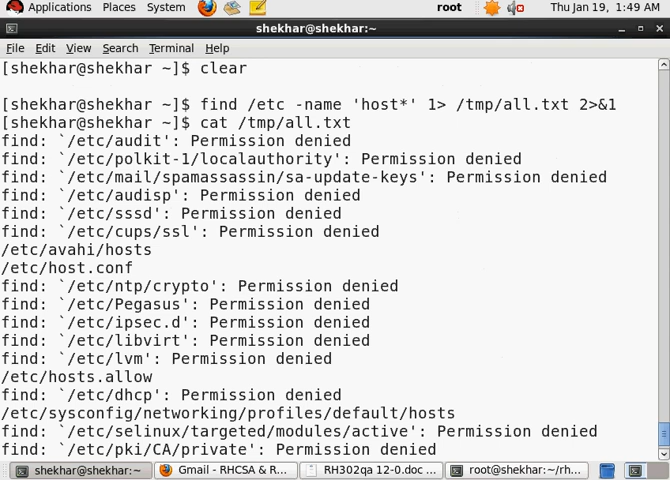 Applications Places System root Thu Jan 19, 1:49 AM
shekhar@shekhar:~
File Edit View Search Terminal Help
[shekhar@shekhar ~]$ clear
[shekhar@shekhar ~]$ find /etc -name 'host*' 1> /tmp/all.txt 2>&1
[shekhar@shekhar ~]$ cat /tmp/all.txt
find: `/etc/audit': Permission denied
find: `/etc/polkit-1/localauthority': Permission denied
find: `/etc/mail/spamassassin/sa-update-keys': Permission denied
find: `/etc/audisp': Permission denied
find: `/etc/sssd': Permission denied
find: `/etc/cups/ssl': Permission denied
/etc/avahi/hosts
/etc/host.conf
find: `/etc/ntp/crypto': Permission denied
find: `/etc/Pegasus': Permission denied
find: `/etc/ipsec.d': Permission denied
find: `/etc/libvirt': Permission denied
find: `/etc/lvm': Permission denied
/etc/hosts.allow
find: `/etc/dhcp': Permission denied
/etc/sysconfig/networking/profiles/default/hosts
find: `/etc/selinux/targeted/modules/active': Permission denied
find: `/etc/pki/CA/private': Permission denied
shekhar@shekhar:~ Gmail - RHCSA & R... RH302qa 12-0.doc ... root@shekhar:~/rh...